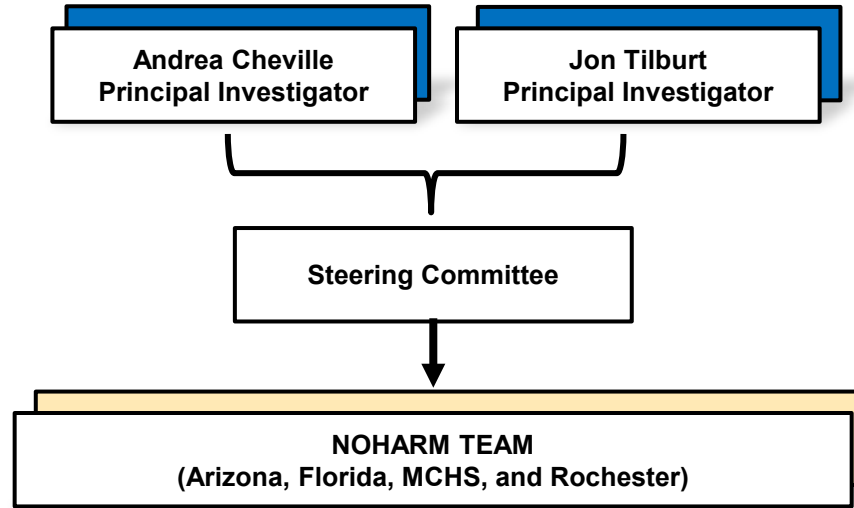 Andrea Cheville
Principal Investigator
Jon Tilburt
Principal Investigator
Steering Committee
NOHARM TEAM
(Arizona, Florida, MCHS, and Rochester)